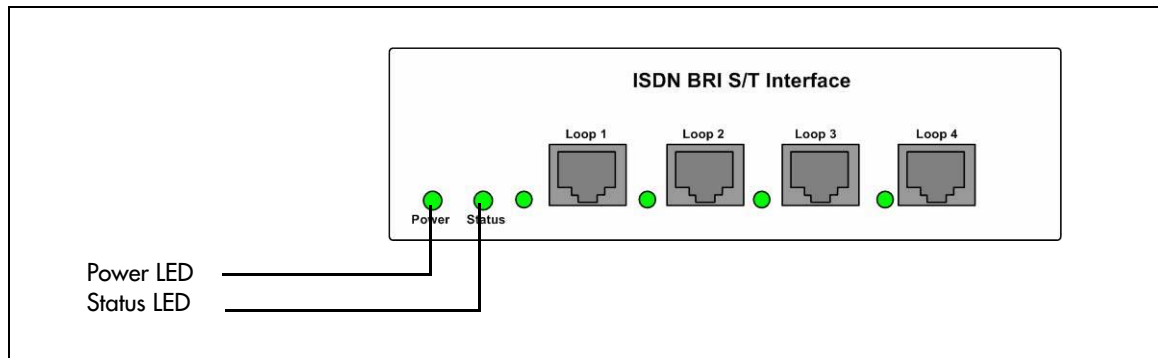 ISDN BRI S/T Interface
Loop 1 Loop 2 Loop 3 Loop 4
Power Status
Power LED
Status LED